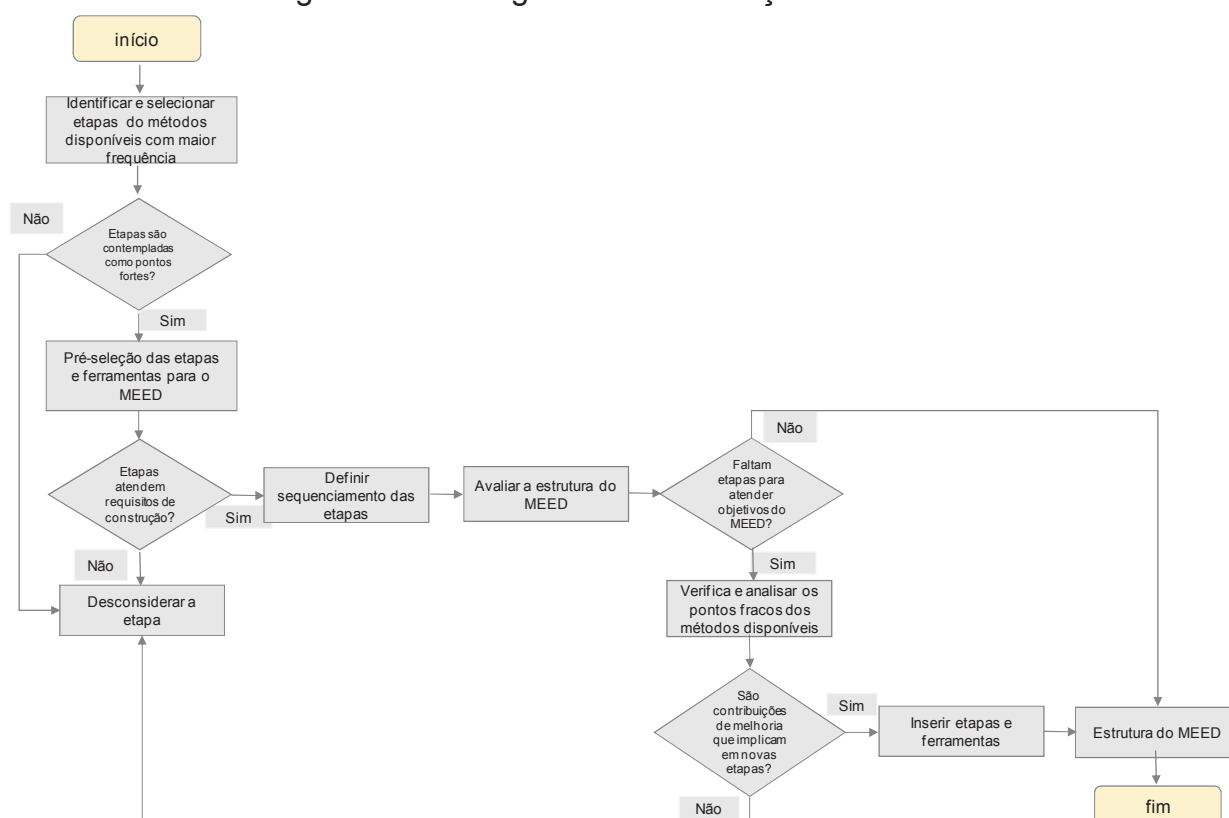 início
Identificar e selecionar
etapas do métodos
disponíveis com maior
frequência
Não
Etapas são
contempladas
como pontos
fortes?
Sim
Pré-seleção das etapas
e ferramentas para o
MEED
Etapas
atendem
requisitos de
construção?
Sim
Não
Desconsiderar a
etapa
Definir
sequenciamento das
etapas
Avaliar a estrutura do
MEED
Faltam
etapas para
atender
objetivos do
MEED?
Não
Sim
Verifica e analisar os
pontos fracos dos
métodos disponíveis
São
contribuições
de melhoria
que implicam
em novas
etapas?
Sim
Não
Inserir etapas e
ferramentas
Estrutura do MEED
fim